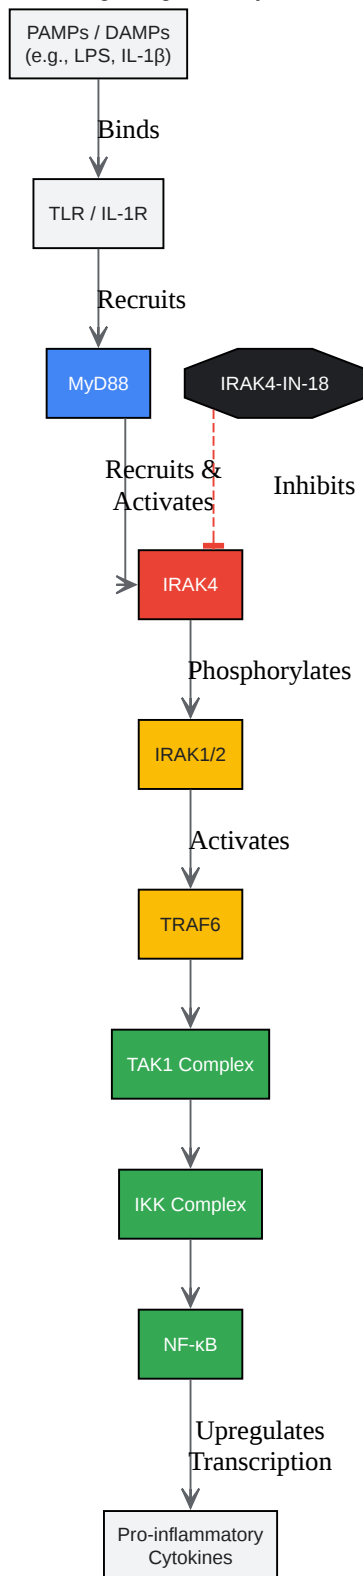 PAMPs / DAMPs
(e.g., LPS, IL-1β)
Binds
TLR / IL-1R
Recruits
MyD88
IRAK4-IN-18
Recruits &
Activates
Inhibits
IRAK4
Phosphorylates
IRAK1/2
Activates
TRAF6
TAK1 Complex
IKK Complex
NF-κB
Upregulates
Transcription
Pro-inflammatory
Cytokines